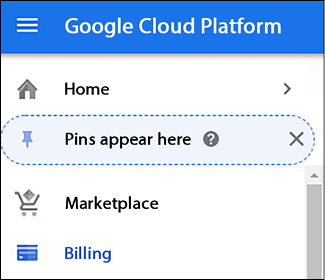 Google Cloud Platform
Home
Pins appear here ?
Marketplace
Billing